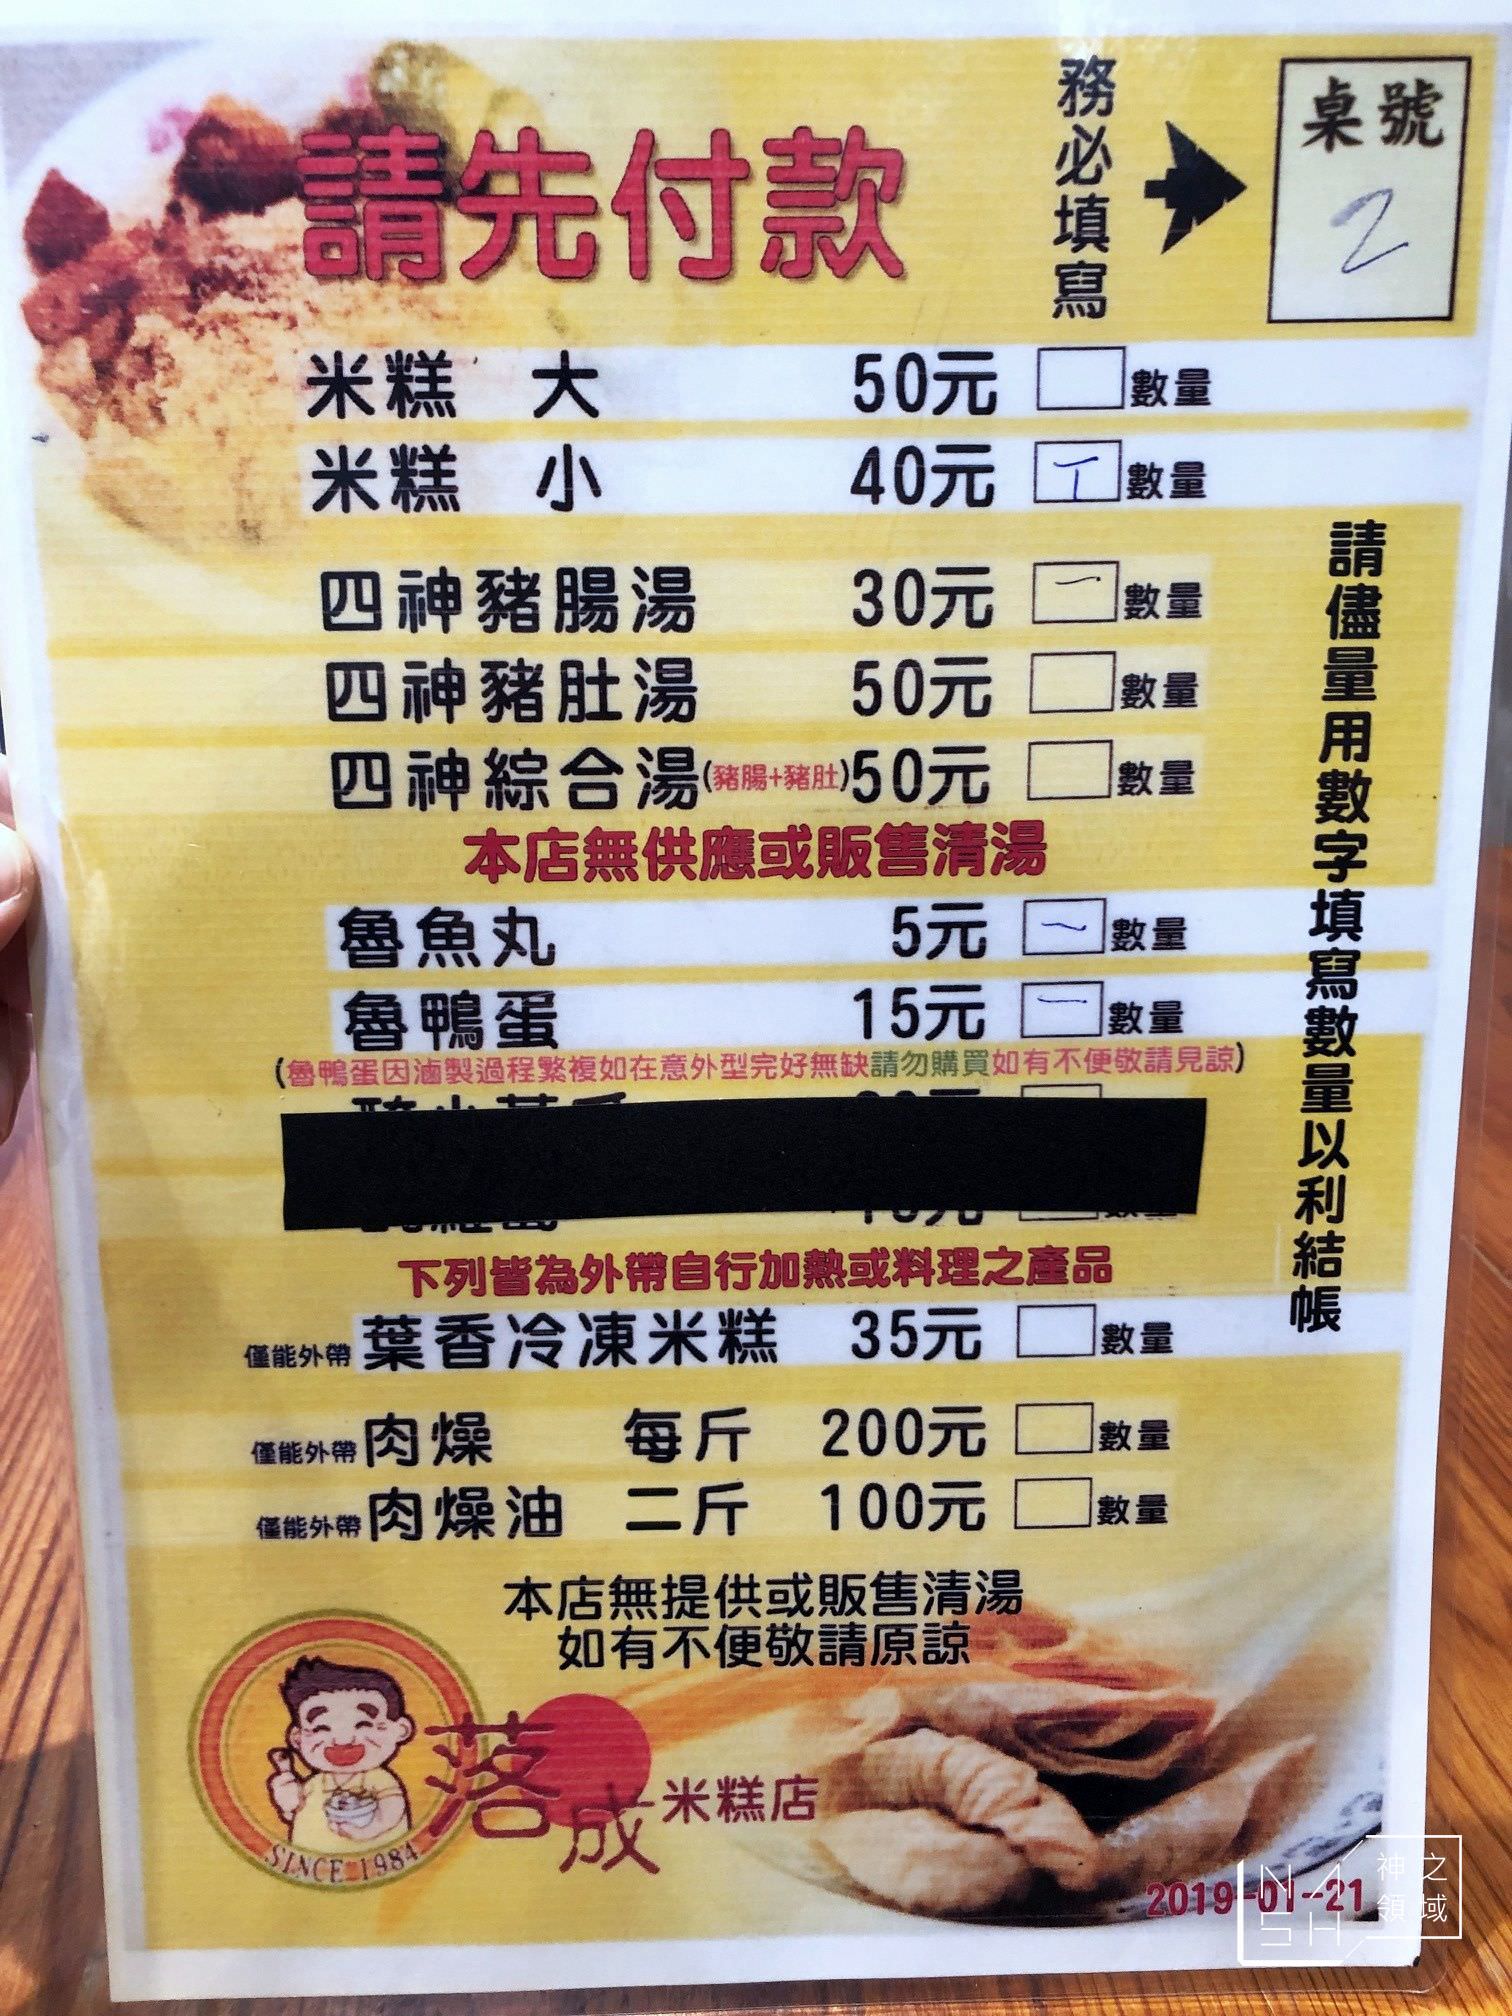 請先付款
務必填寫
桌號
2
米糕 大 50元 數量
米糕 小 40元 丅 數量
四神豬腸湯 30元 一 數量
四神豬肚湯 50元 數量
四神綜合湯(豬腸+豬肚)50元 數量
本店無供應或販售清湯
魯魚丸 5元 一 數量
魯鴨蛋 15元 一 數量
(魯鴨蛋因滷製過程繁複如在意外型完好無缺請勿購買如有不便敬請見諒)
下列皆為外帶自行加熱或料理之產品
僅能外帶 葉香冷凍米糕 35元 數量
僅能外帶 肉燥 每斤 200元 數量
僅能外帶 肉燥油 二斤 100元 數量
請儘量用數字填寫數量以利結帳
本店無提供或販售清湯
如有不便敬請原諒
SINCE 1984
落成米糕店
2019-01-21
NASH
神之領域